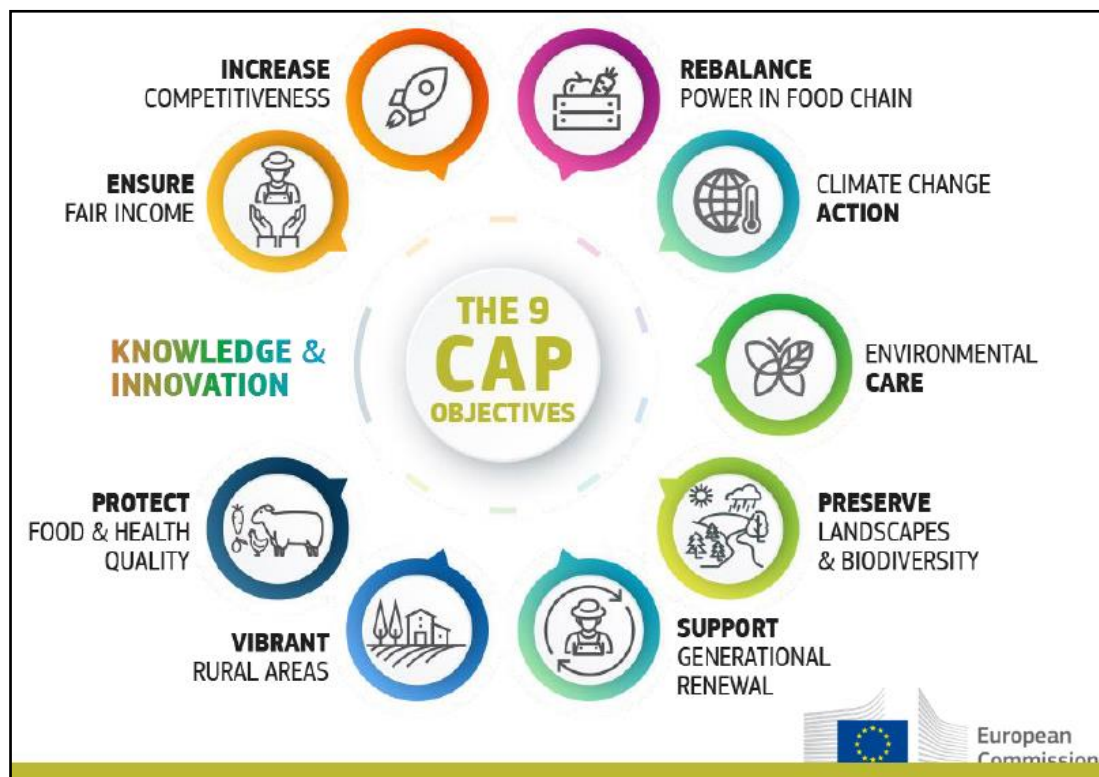 INCREASE
COMPETITIVENESS
REBALANCE
POWER IN FOOD CHAIN
ENSURE
FAIR INCOME
CLIMATE CHANGE
ACTION
THE 9
CAP
OBJECTIVES
KNOWLEDGE &
INNOVATION
ENVIRONMENTAL
CARE
PROTECT
FOOD & HEALTH
QUALITY
PRESERVE
LANDSCAPES
& BIODIVERSITY
VIBRANT
RURAL AREAS
SUPPORT
GENERATIONAL
RENEWAL
European
Commission